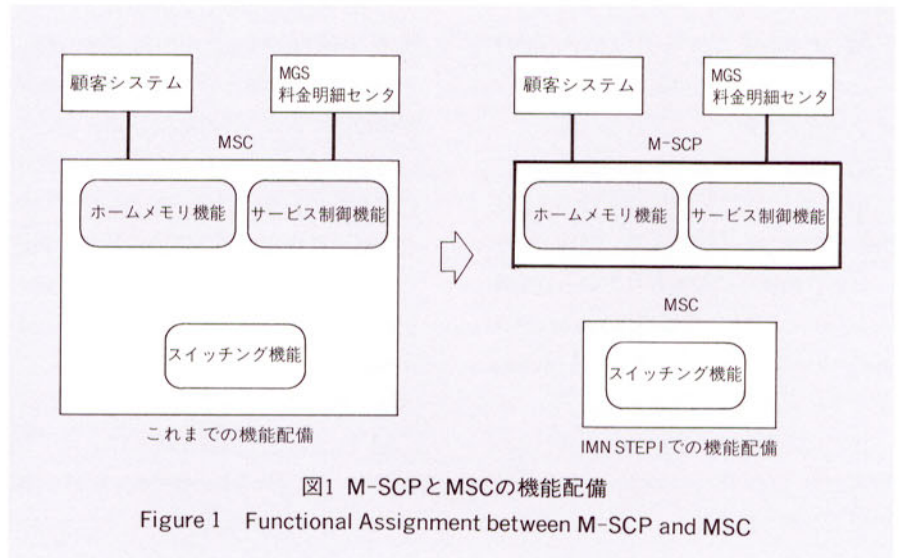 顧客システム
MGS
料金明細センタ
MSC
ホームメモリ機能
サービス制御機能
スイッチング機能
これまでの機能配備
顧客システム
MGS
料金明細センタ
M-SCP
ホームメモリ機能
サービス制御機能
MSC
スイッチング機能
IMN STEP1での機能配備
図1 M-SCPとMSCの機能配備
Figure 1 Functional Assignment between M-SCP and MSC